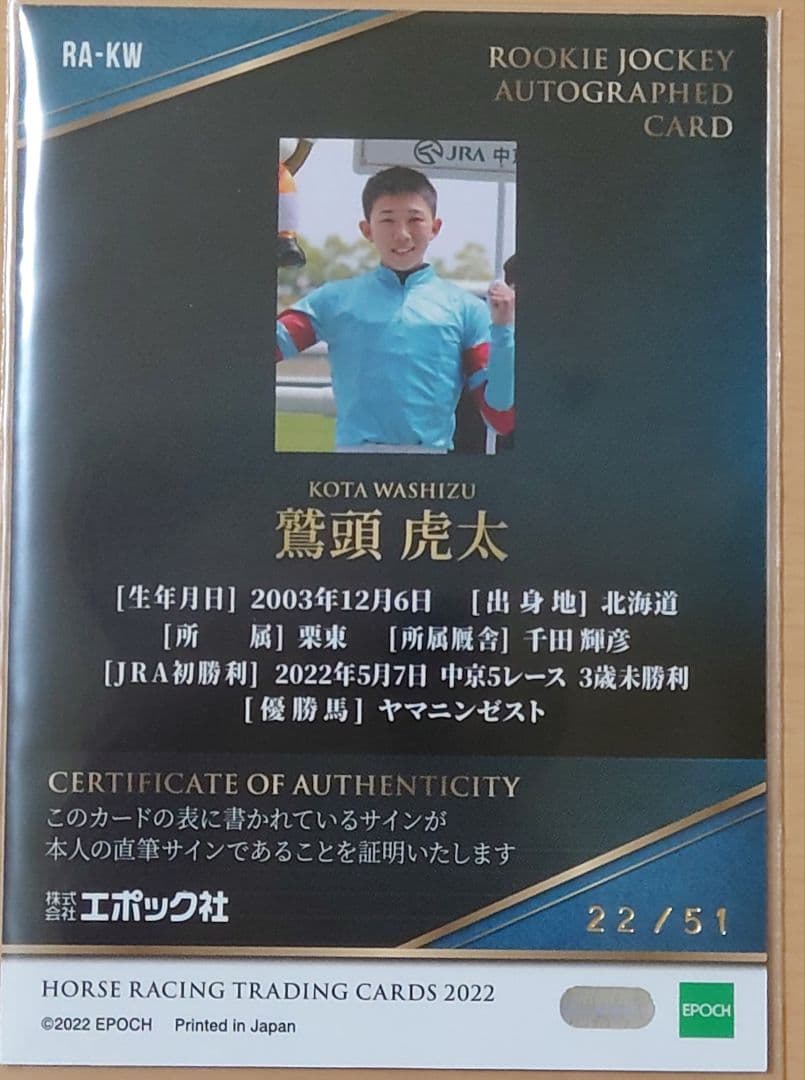 RA-KW
ROOKIE JOCKEY
AUTOGRAPHED
CARD
JRA 中
KOTA WASHIZU
鷲頭 虎太
[生年月日] 2003年12月6日 [出身地] 北海道
[所 属] 栗東 [所属厩舎] 千田 輝彦
[JRA初勝利] 2022年5月7日 中京5レース 3歳未勝利
[優勝馬] ヤマニンゼスト
CERTIFICATE OF AUTHENTICITY
このカードの表に書かれているサインが
本人の直筆サインであることを証明いたします
株式会社 エポック社
22/51
HORSE RACING TRADING CARDS 2022
©2022 EPOCH Printed in Japan
EPOCH